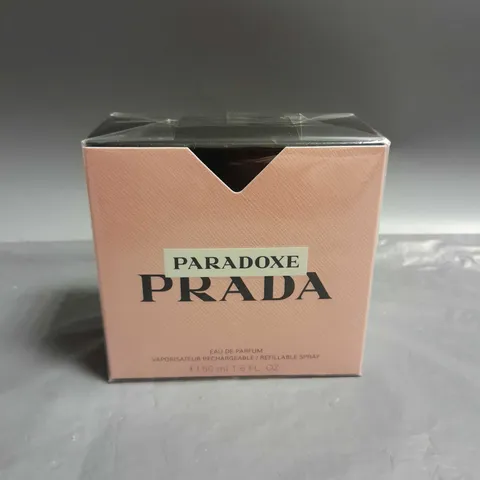 PARADOXE
PRADA
EAU DE PARFUM
VAPORISATEUR RECHARGEABLE / REFILLABLE SPRAY
50 ml 1.6 FL. OZ.